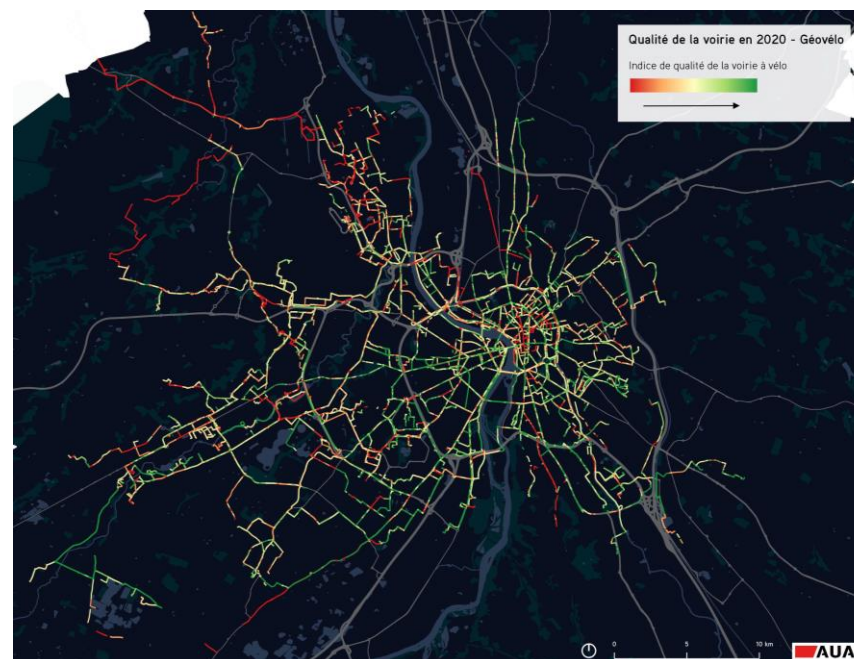 Qualité de la voirie en 2020 - Géovélo
Indice de qualité de la voirie à vélo
0 5 10 km
AUA